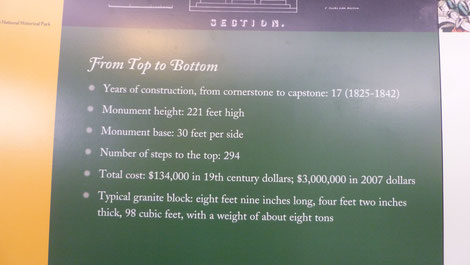 National Historical Park
SECTION.
From Top to Bottom
Years of construction, from cornerstone to capstone: 17 (1825-1842)
Monument height: 221 feet high
Monument base: 30 feet per side
Number of steps to the top: 294
Total cost: $134,000 in 19th century dollars; $3,000,000 in 2007 dollars
Typical granite block: eight feet nine inches long, four feet two inches
thick, 98 cubic feet, with a weight of about eight tons